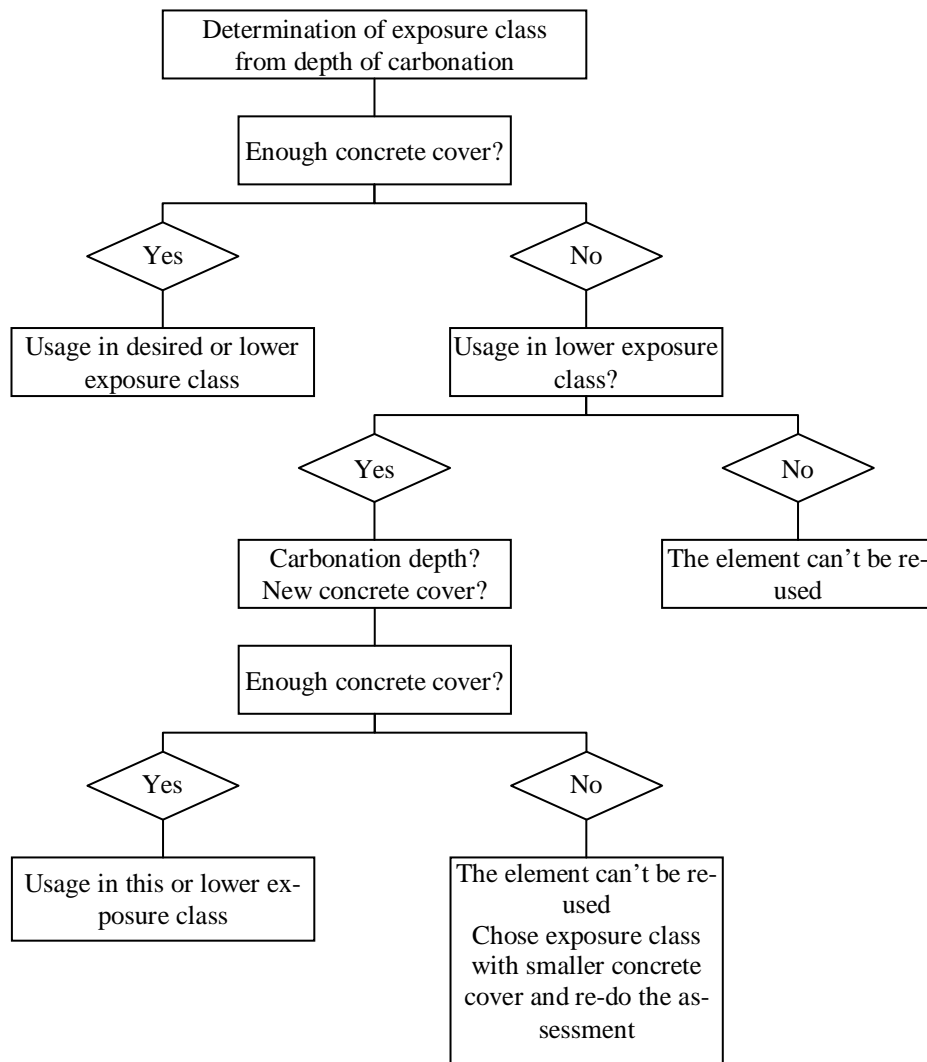 Determination of exposure class
from depth of carbonation
Enough concrete cover?
Yes
No
Usage in desired or lower
exposure class
Usage in lower exposure
class?
Yes
No
Carbonation depth?
New concrete cover?
The element can't be re-
used
Enough concrete cover?
Yes
No
Usage in this or lower ex-
posure class
The element can't be re-
used
Chose exposure class
with smaller concrete
cover and re-do the as-
sessment